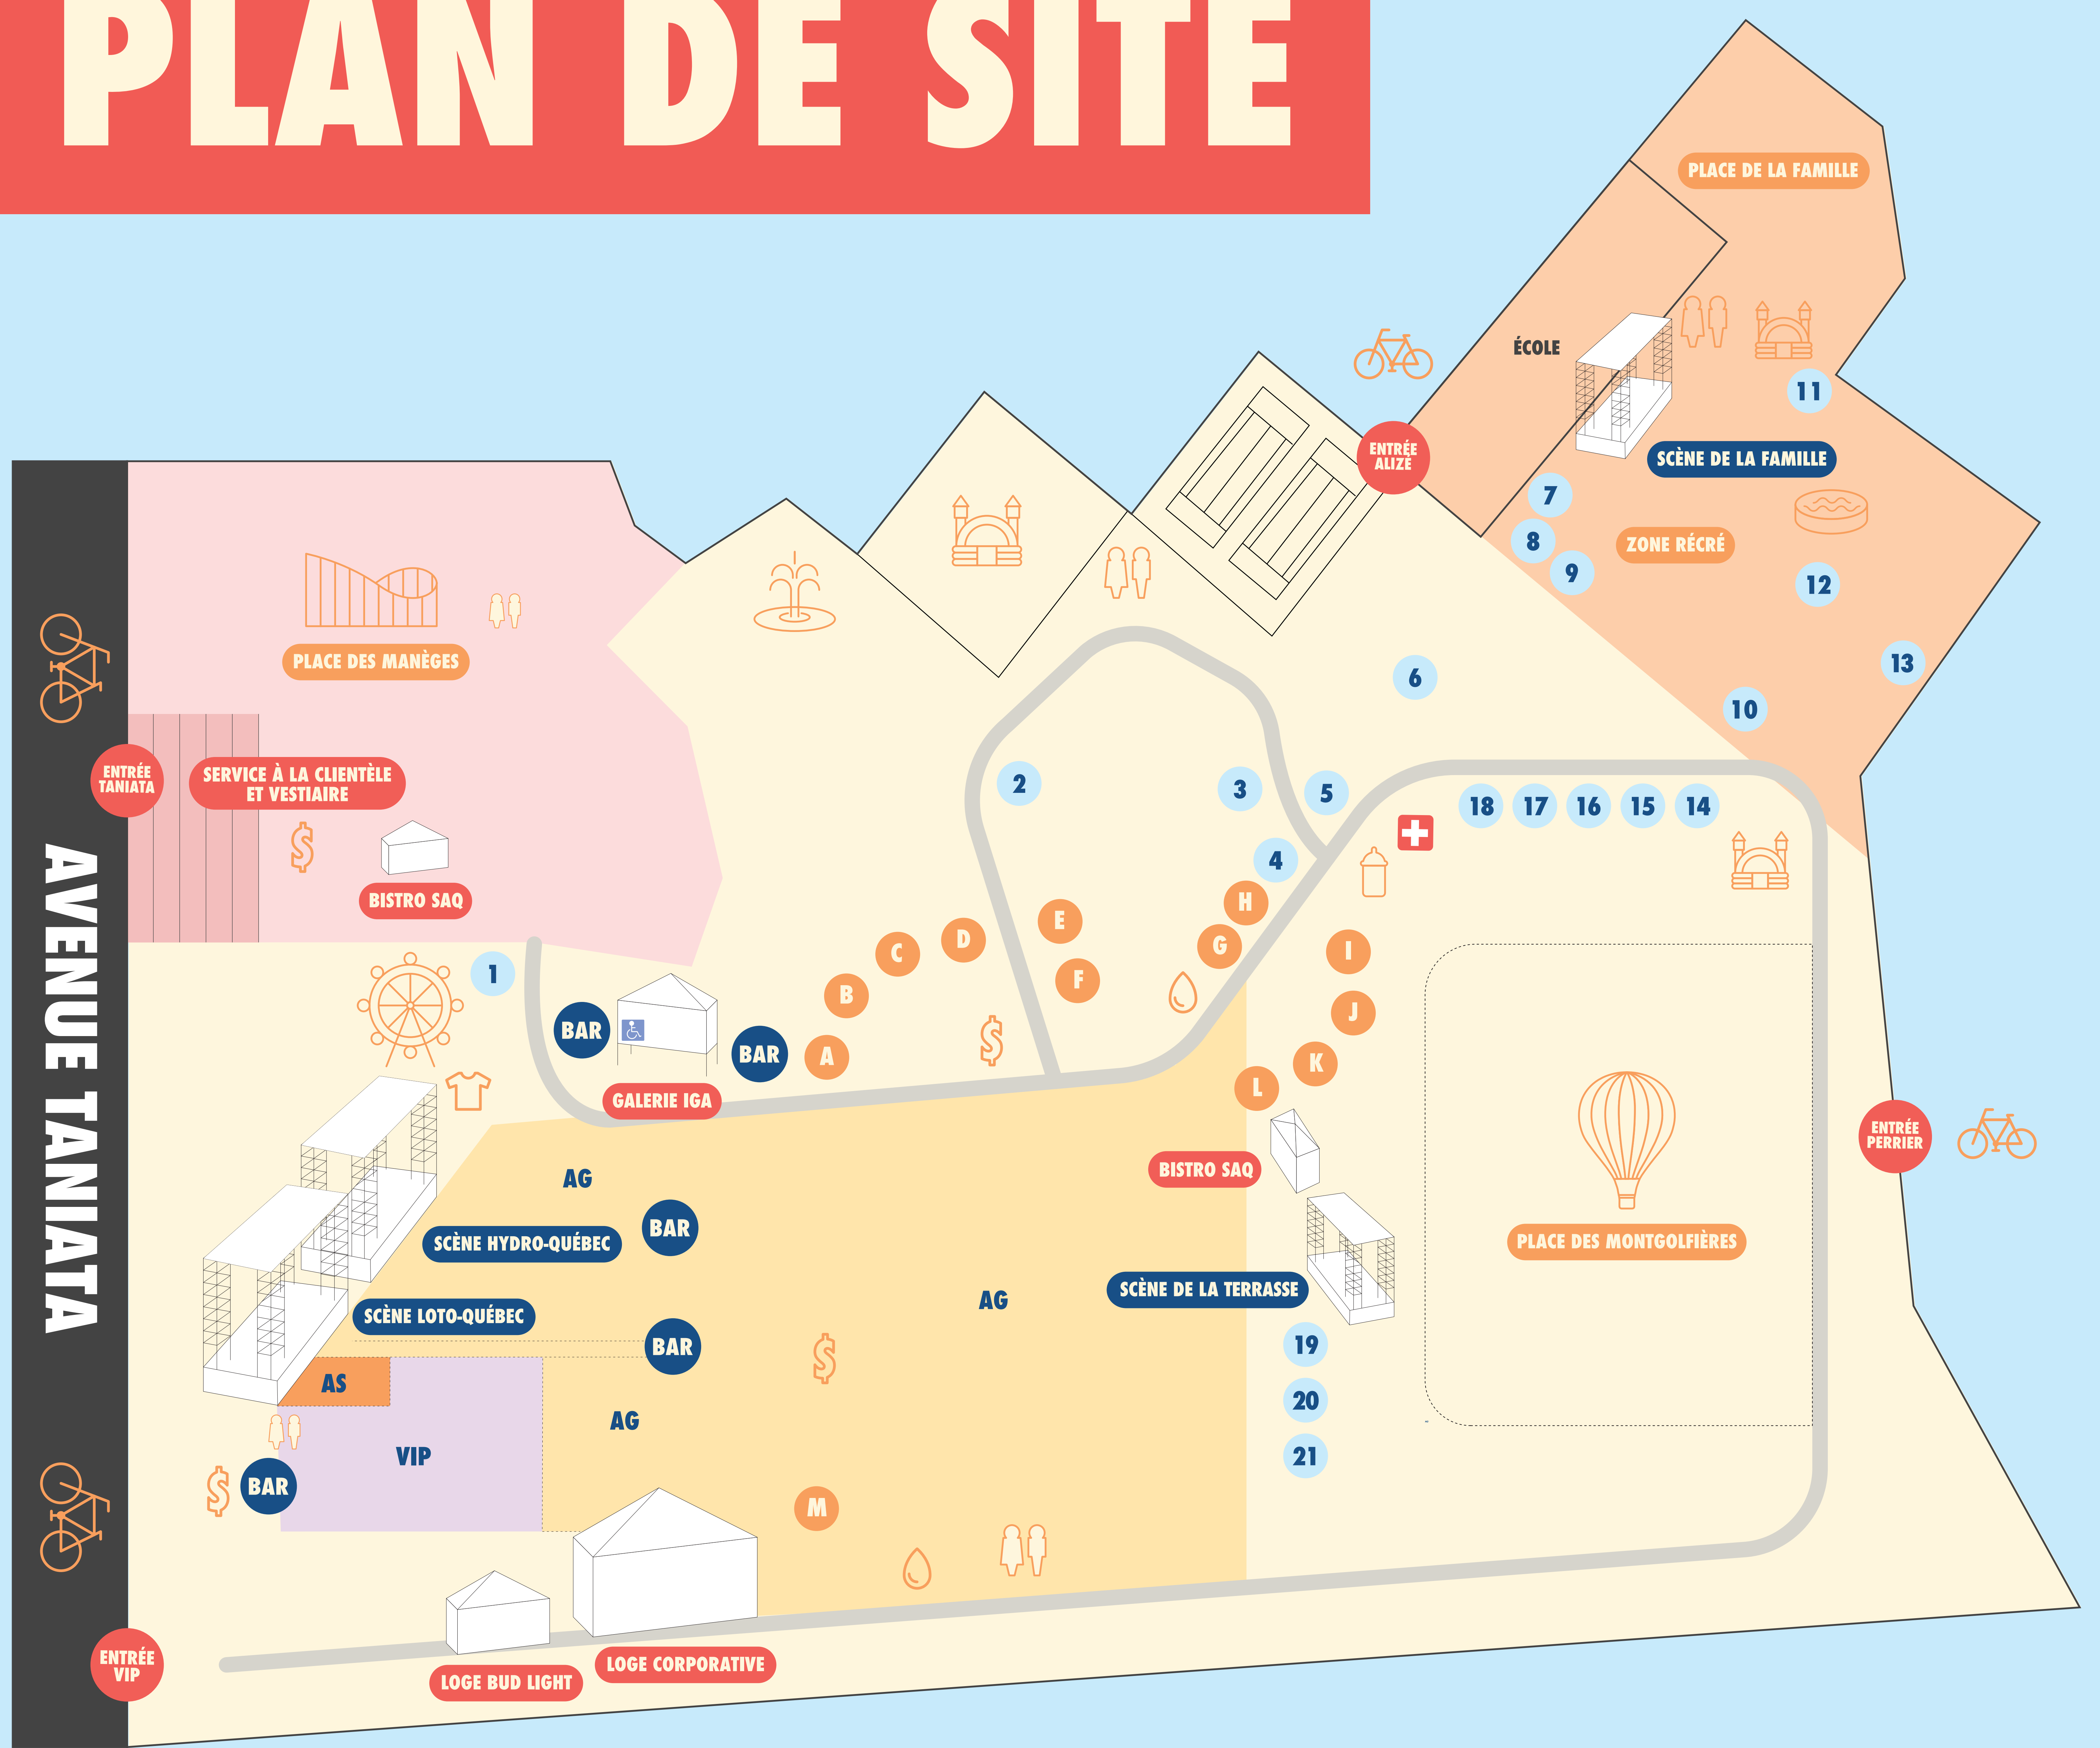 PLAN DE SITE
PLACE DE LA FAMILLE
ÉCOLE
11
ENTRÉE
ALIZÉ
SCÈNE DE LA FAMILLE
7
8
ZONE RÉCRÉ
9
12
PLACE DES MANÈGES
13
6
10
ENTRÉE
TANIATA
SERVICE À LA CLIENTÈLE
ET VESTIAIRE
2
3
5
18
17
16
15
14
4
BISTRO SAQ
AVENUE TANIATA
H
E
D
C
G
I
F
1
B
J
BAR
BAR
A
K
L
GALERIE IGA
ENTRÉE
PERRIER
AG
BISTRO SAQ
BAR
SCÈNE HYDRO-QUÉBEC
PLACE DES MONTGOLFIÈRES
SCÈNE DE LA TERRASSE
AG
SCÈNE LOTO-QUÉBEC
BAR
19
AS
20
AG
VIP
21
BAR
M
ENTRÉE
VIP
LOGE CORPORATIVE
LOGE BUD LIGHT